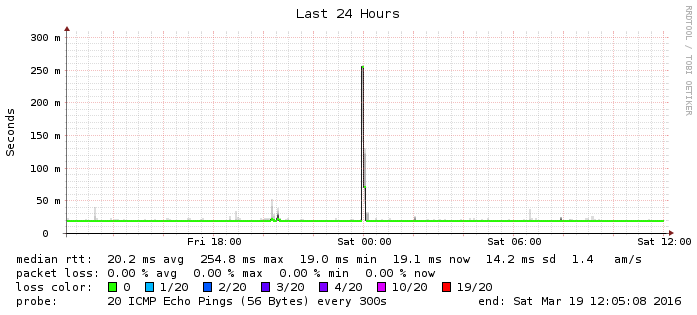 Last 24 Hours
RRDTOOL / TOBI OETIKER
Seconds
300 m
250 m
200 m
150 m
100 m
50 m
0
Fri 18:00 Sat 00:00 Sat 06:00 Sat 12:00
median rtt: 20.2 ms avg 254.8 ms max 19.0 ms min 19.1 ms now 14.2 ms sd 1.4 am/s
packet loss: 0.00 % avg 0.00 % max 0.00 % min 0.00 % now
loss color: 0 1/20 2/20 3/20 4/20 10/20 19/20
probe: 20 ICMP Echo Pings (56 Bytes) every 300s end: Sat Mar 19 12:05:08 2016